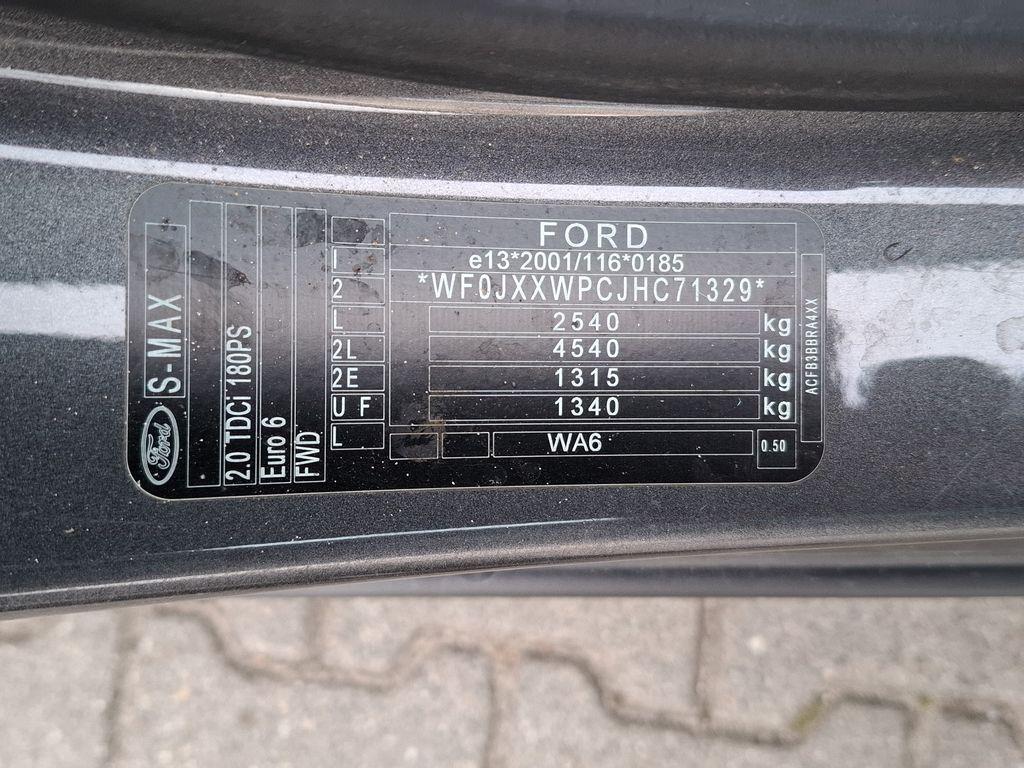 Ford
S-MAX
2.0 TDCi 180PS
Euro 6
FWD
FORD
I e13*2001/116*0185
2 *WF0JXXWPCJHC71329*
L 2540 kg
2L 4540 kg
2E 1315 kg
U F 1340 kg
L WA6 0.50
ACFB3BBRA4XX